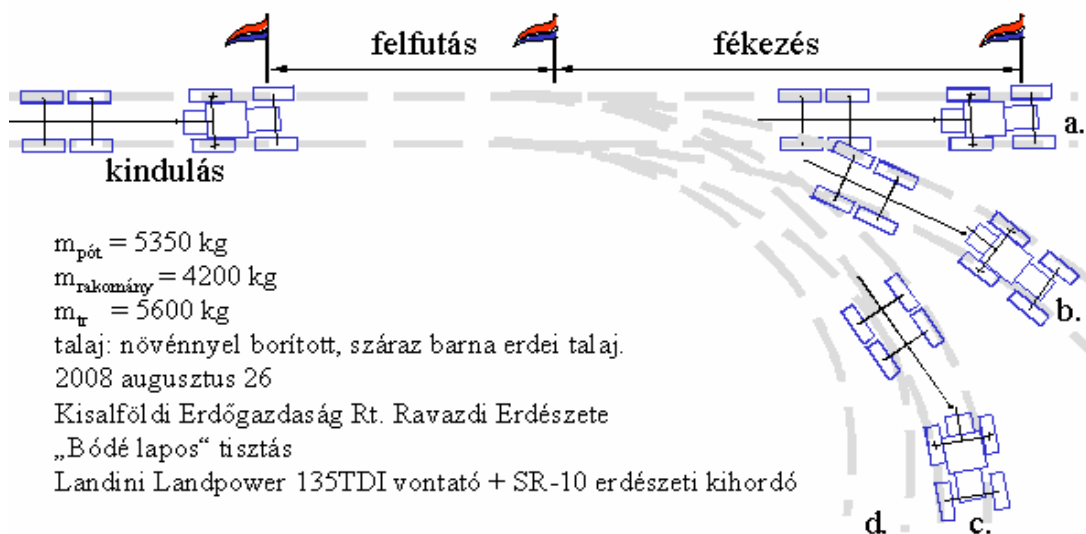 felfutás
fékezés
kindulás
a.
b.
c.
d.
m_pót = 5350 kg
m_rakomány = 4200 kg
m_tr = 5600 kg
talaj: növénnyel borított, száraz barna erdei talaj.
2008 augusztus 26
Kisalföldi Erdőgazdaság Rt. Ravazdi Erdészete
„Bódé lapos“ tisztás
Landini Landpower 135TDI vontató + SR-10 erdészeti kihordó